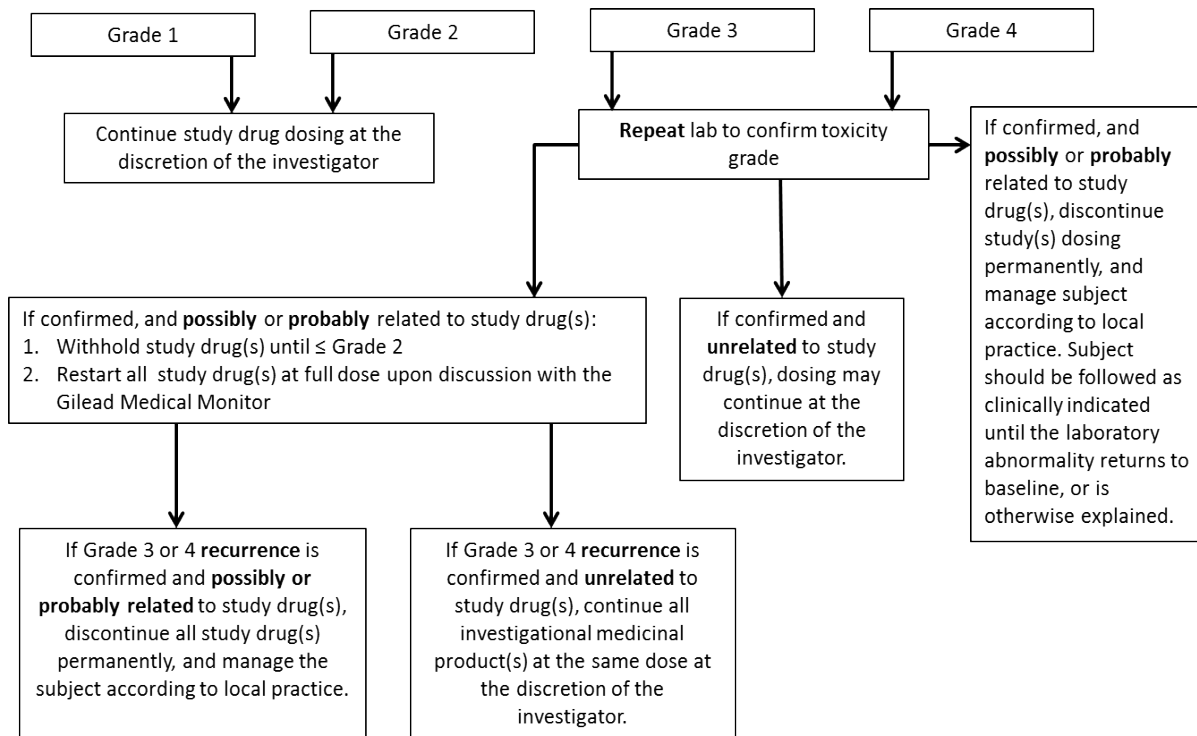 Grade 1
Grade 2
Grade 3
Grade 4
Continue study drug dosing at the
discretion of the investigator
Repeat lab to confirm toxicity
grade
If confirmed, and
possibly or probably
related to study
drug(s), discontinue
study(s) dosing
permanently, and
manage subject
according to local
practice. Subject
should be followed as
clinically indicated
until the laboratory
abnormality returns to
baseline, or is
otherwise explained.
If confirmed, and possibly or probably related to study drug(s):
1. Withhold study drug(s) until ≤ Grade 2
2. Restart all study drug(s) at full dose upon discussion with the
Gilead Medical Monitor
If confirmed and
unrelated to study
drug(s), dosing may
continue at the
discretion of the
investigator.
If Grade 3 or 4 recurrence is
confirmed and possibly or
probably related to study drug(s),
discontinue all study drug(s)
permanently, and manage the
subject according to local practice.
If Grade 3 or 4 recurrence is
confirmed and unrelated to
study drug(s), continue all
investigational medicinal
product(s) at the same dose at
the discretion of the
investigator.